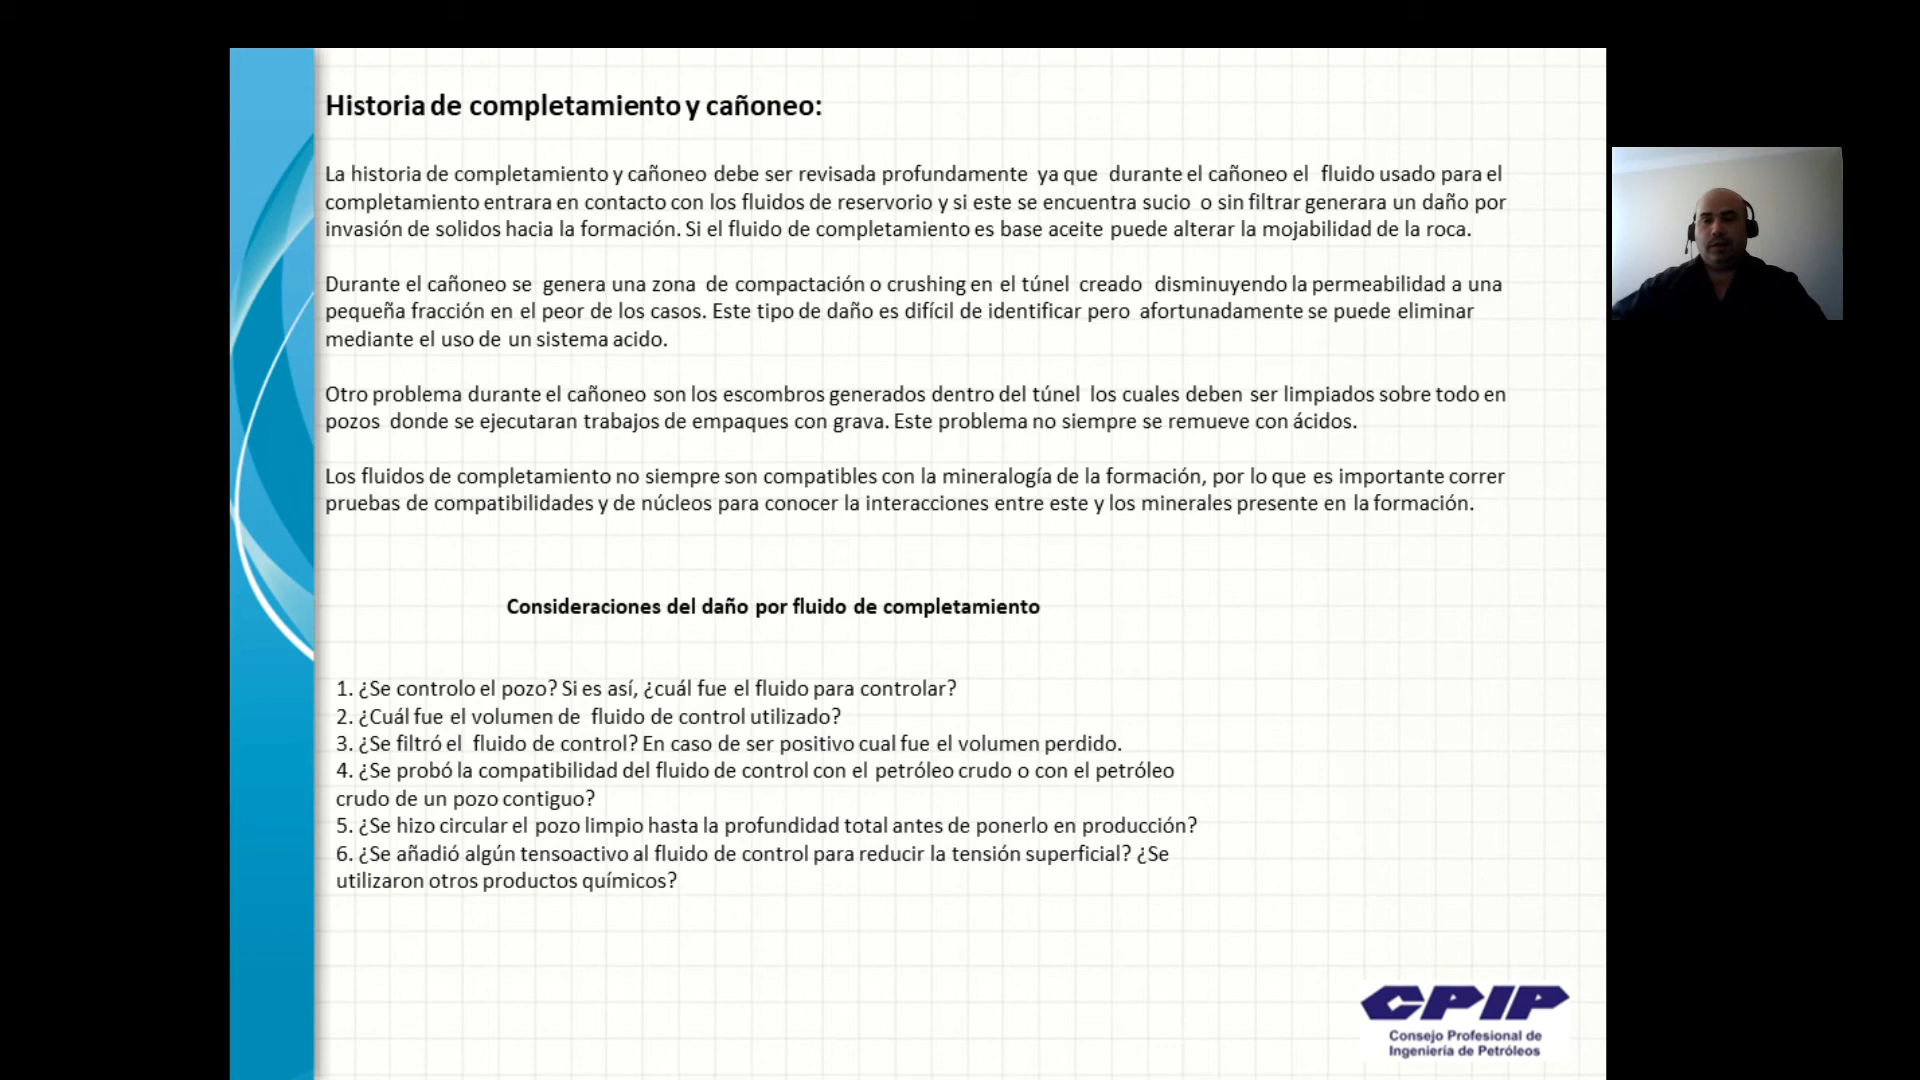 Historia de completamiento y cañoneo:
La historia de completamiento y cañoneo debe ser revisada profundamente ya que durante el cañoneo el fluido usado para el
completamiento entrara en contacto con los fluidos de reservorio y si este se encuentra sucio o sin filtrar generara un daño por
invasión de solidos hacia la formación. Si el fluido de completamiento es base aceite puede alterar la mojabilidad de la roca.
Durante el cañoneo se genera una zona de compactación o crushing en el túnel creado disminuyendo la permeabilidad a una
pequeña fracción en el peor de los casos. Este tipo de daño es difícil de identificar pero afortunadamente se puede eliminar
mediante el uso de un sistema acido.
Otro problema durante el cañoneo son los escombros generados dentro del túnel los cuales deben ser limpiados sobre todo en
pozos donde se ejecutaran trabajos de empaques con grava. Este problema no siempre se remueve con ácidos.
Los fluidos de completamiento no siempre son compatibles con la mineralogía de la formación, por lo que es importante correr
pruebas de compatibilidades y de núcleos para conocer la interacciones entre este y los minerales presente en la formación.
Consideraciones del daño por fluido de completamiento
1. ¿Se controlo el pozo? Si es así, ¿cuál fue el fluido para controlar?
2. ¿Cuál fue el volumen de fluido de control utilizado?
3. ¿Se filtró el fluido de control? En caso de ser positivo cual fue el volumen perdido.
4. ¿Se probó la compatibilidad del fluido de control con el petróleo crudo o con el petróleo
crudo de un pozo contiguo?
5. ¿Se hizo circular el pozo limpio hasta la profundidad total antes de ponerlo en producción?
6. ¿Se añadió algún tensoactivo al fluido de control para reducir la tensión superficial? ¿Se
utilizaron otros productos químicos?
CPIP
Consejo Profesional de
Ingeniería de Petróleos